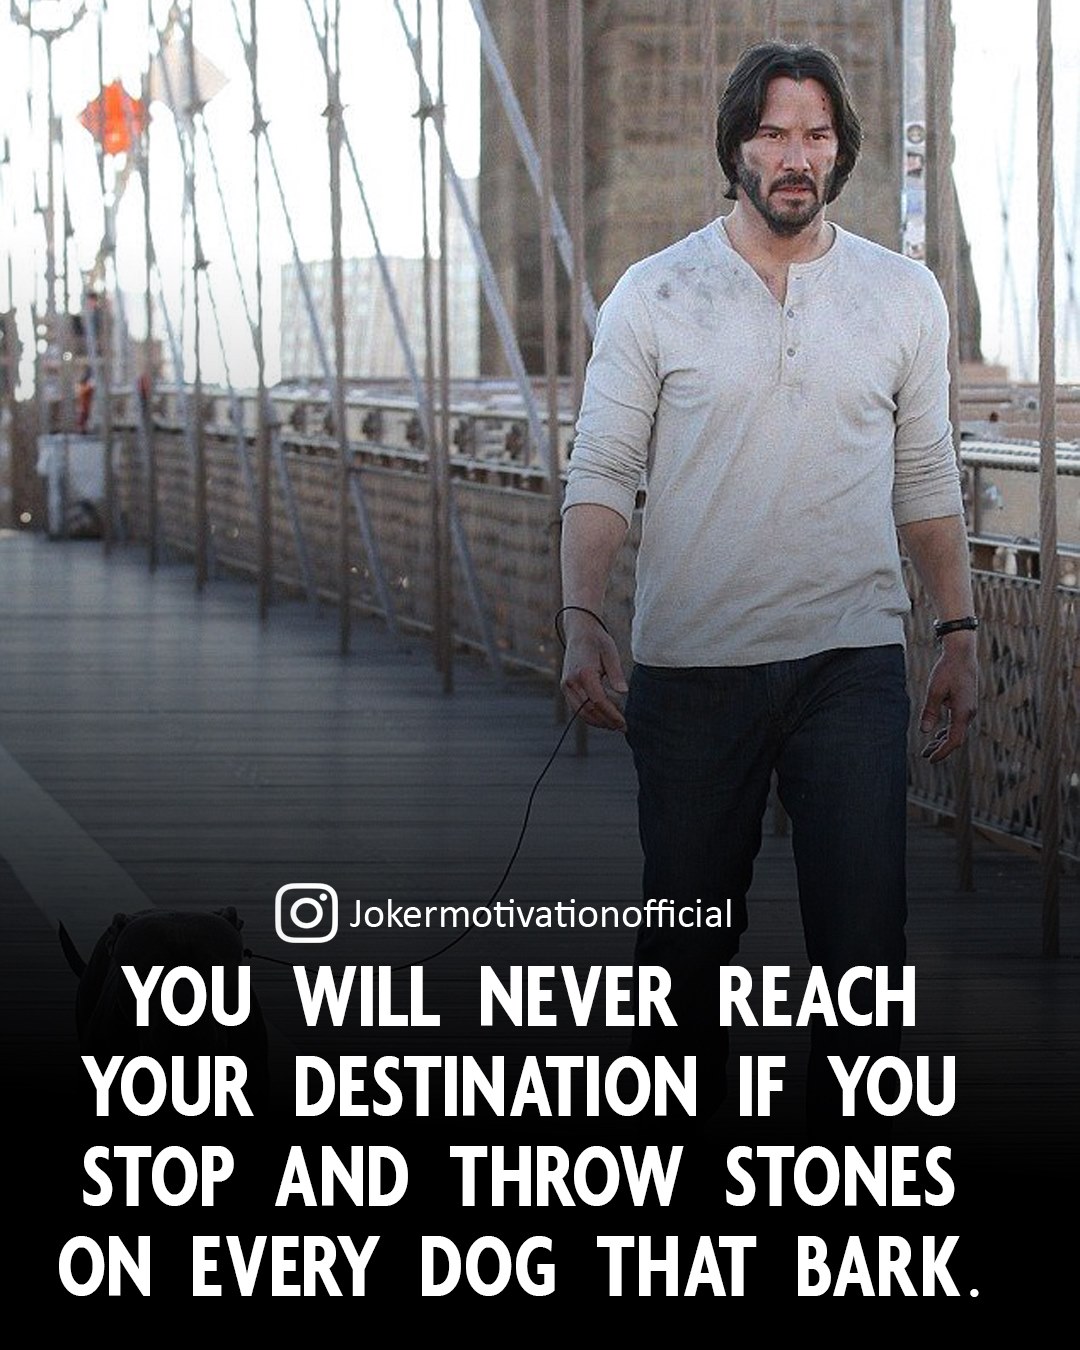 Jokermotivationofficial
YOU WILL NEVER REACH
YOUR DESTINATION IF YOU
STOP AND THROW STONES
ON EVERY DOG THAT BARK.